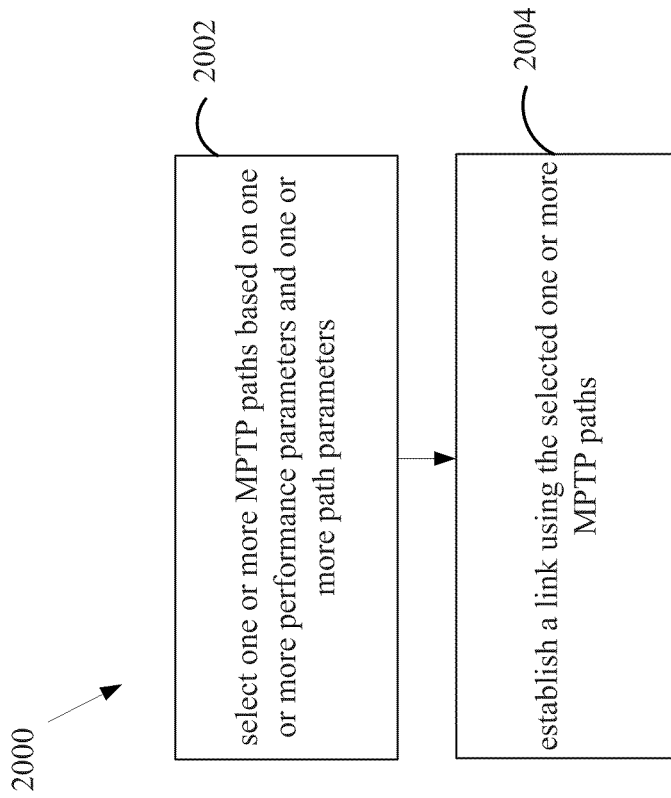 2000
2002
select one or more MPTP paths based on one
or more performance parameters and one or
more path parameters
2004
establish a link using the selected one or more
MPTP paths